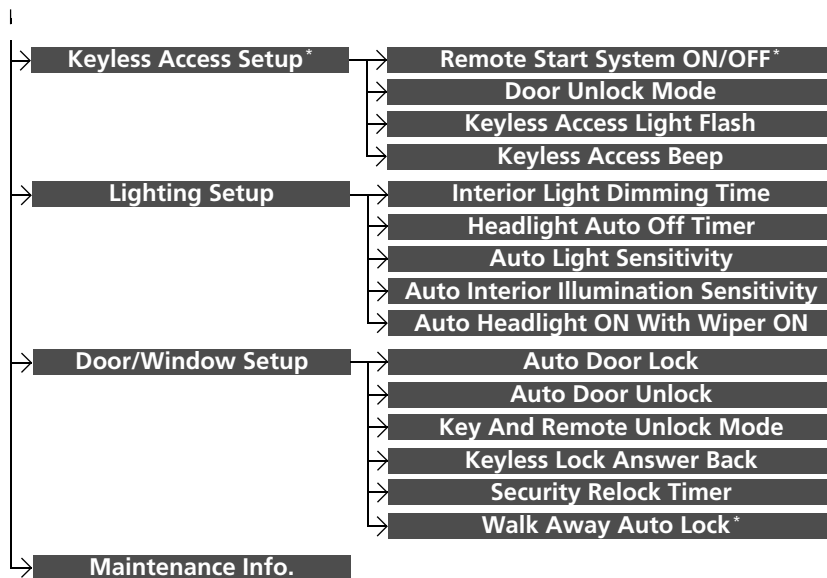 Keyless Access Setup* Remote Start System ON/OFF*
Door Unlock Mode
Keyless Access Light Flash
Keyless Access Beep
Lighting Setup Interior Light Dimming Time
Headlight Auto Off Timer
Auto Light Sensitivity
Auto Interior Illumination Sensitivity
Auto Headlight ON With Wiper ON
Door/Window Setup Auto Door Lock
Auto Door Unlock
Key And Remote Unlock Mode
Keyless Lock Answer Back
Security Relock Timer
Walk Away Auto Lock*
Maintenance Info.